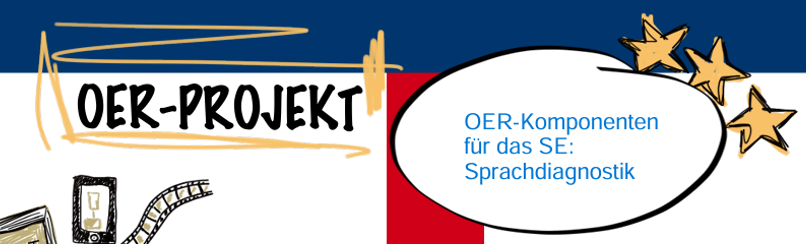 OER-PROJEKT
OER-Komponenten
für das SE:
Sprachdiagnostik